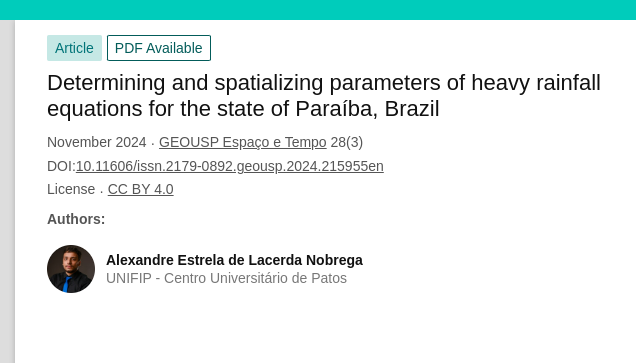 Article PDF Available
Determining and spatializing parameters of heavy rainfall
equations for the state of Paraíba, Brazil
November 2024 · GEOUSP Espaço e Tempo 28(3)
DOI:10.11606/issn.2179-0892.geousp.2024.215955en
License · CC BY 4.0
Authors:
Alexandre Estrela de Lacerda Nobrega
UNIFIP - Centro Universitário de Patos